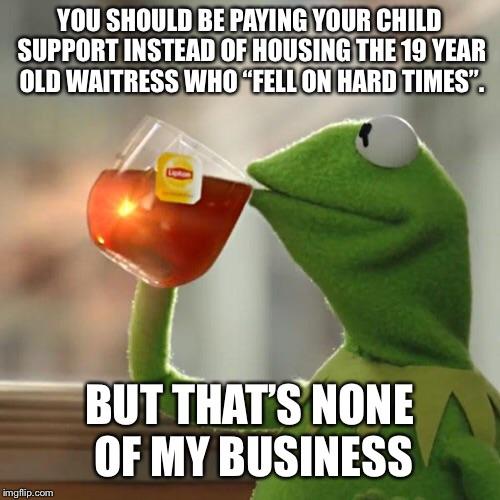 YOU SHOULD BE PAYING YOUR CHILD
SUPPORT INSTEAD OF HOUSING THE 19 YEAR
OLD WAITRESS WHO “FELL ON HARD TIMES”.
Lipton
BUT THAT’S NONE
OF MY BUSINESS
imgflip.com